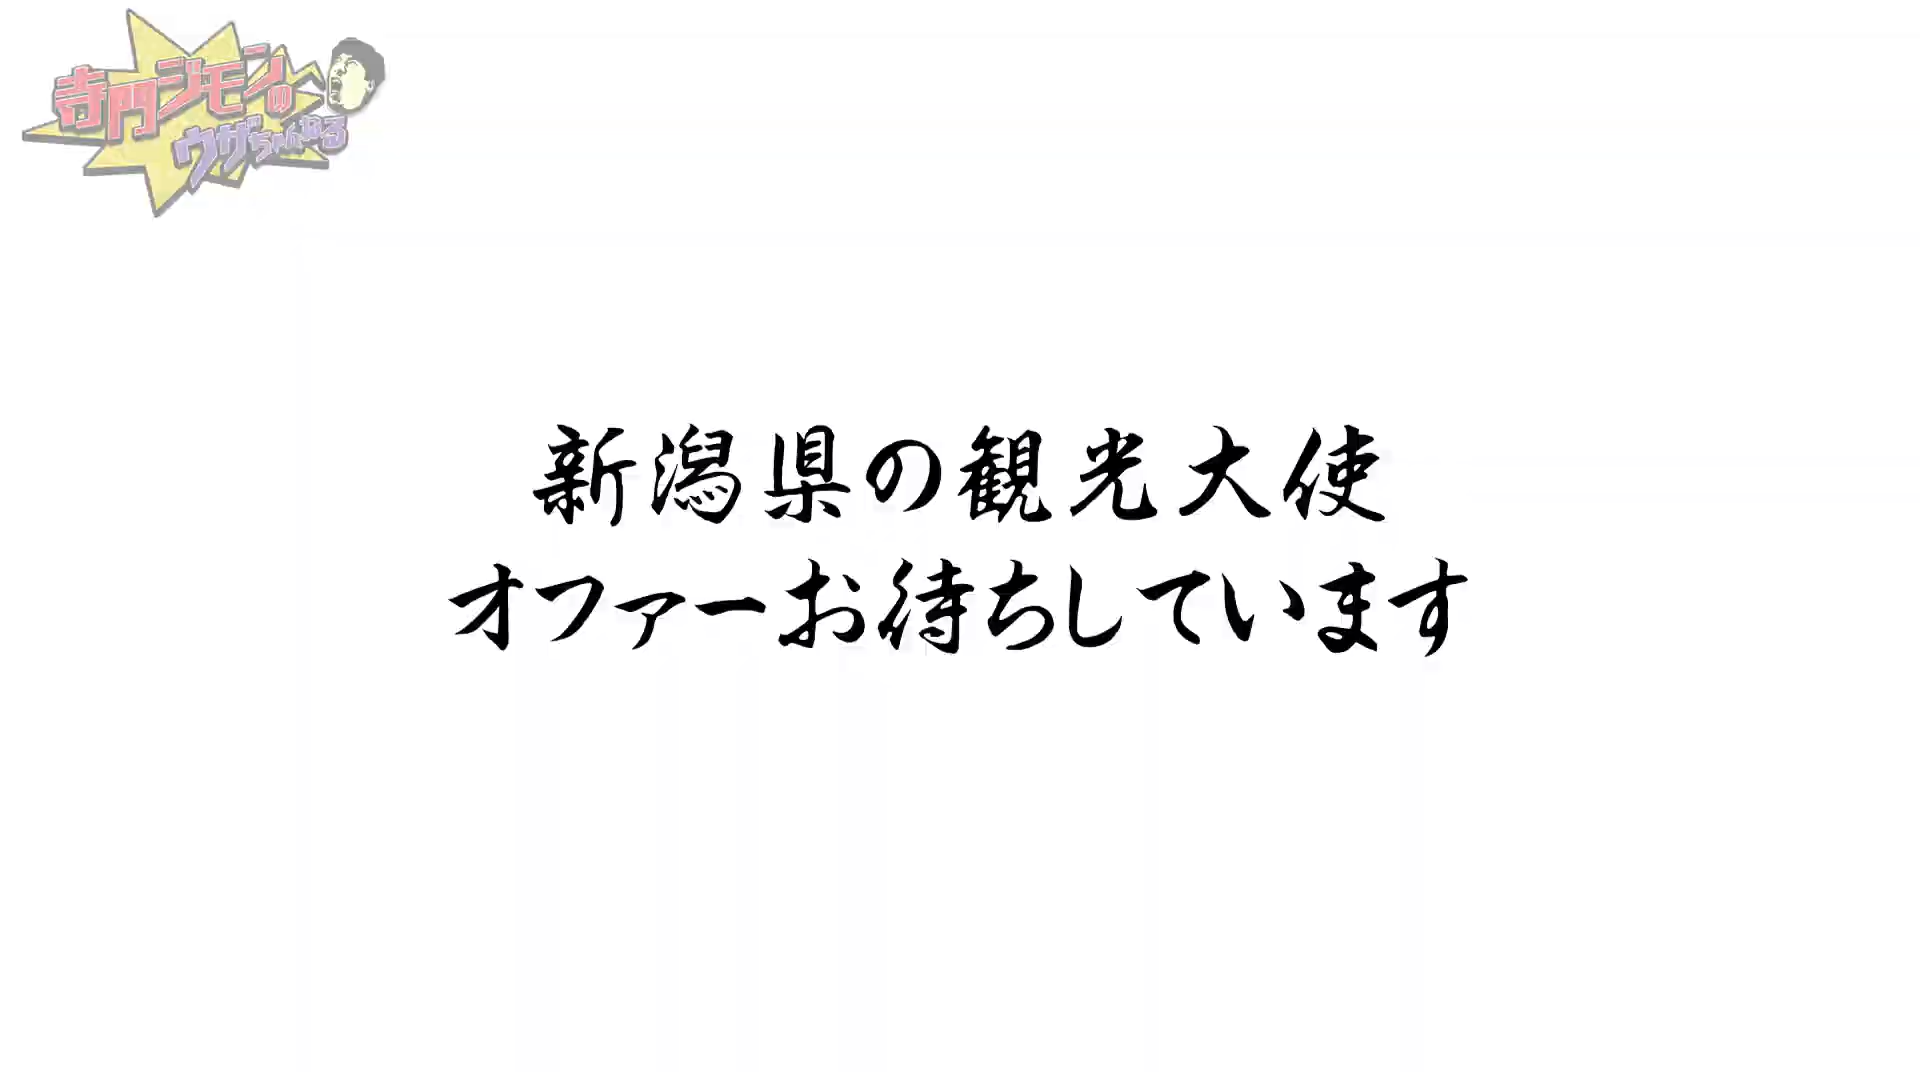 寺門ジモンの
ウザちゃんねる
新潟県の観光大使
オファーお待ちしています